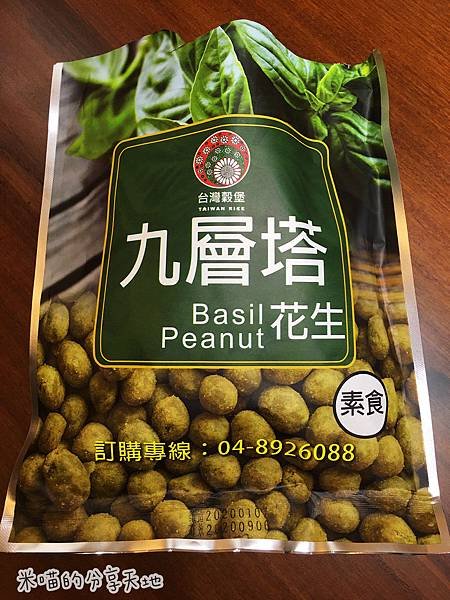 台灣穀堡
TAIWAN RICE
九層塔
Basil
Peanut 花生
素食
訂購專線：04-8926088
20200906
米喵的分享天地